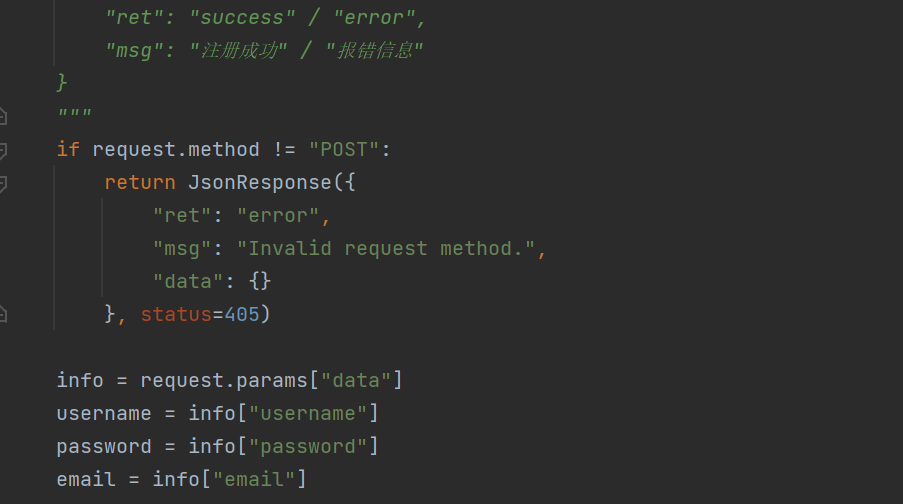 "ret": "success" / "error",
"msg": "注册成功" / "报错信息"
}
"""
if request.method != "POST":
return JsonResponse({
"ret": "error",
"msg": "Invalid request method.",
"data": {}
}, status=405)
info = request.params["data"]
username = info["username"]
password = info["password"]
email = info["email"]